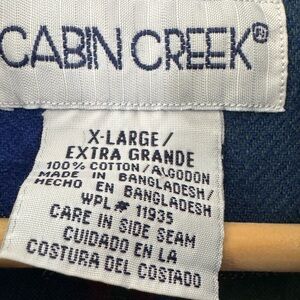 CABIN CREEK®
X-LARGE/
EXTRA GRANDE
100% COTTON/ALGODON
MADE IN BANGLADESH/
HECHO EN BANGLADESH
WPL# 11935
CARE IN SIDE SEAM
CUIDADO EN LA
COSTURA DEL COSTADO